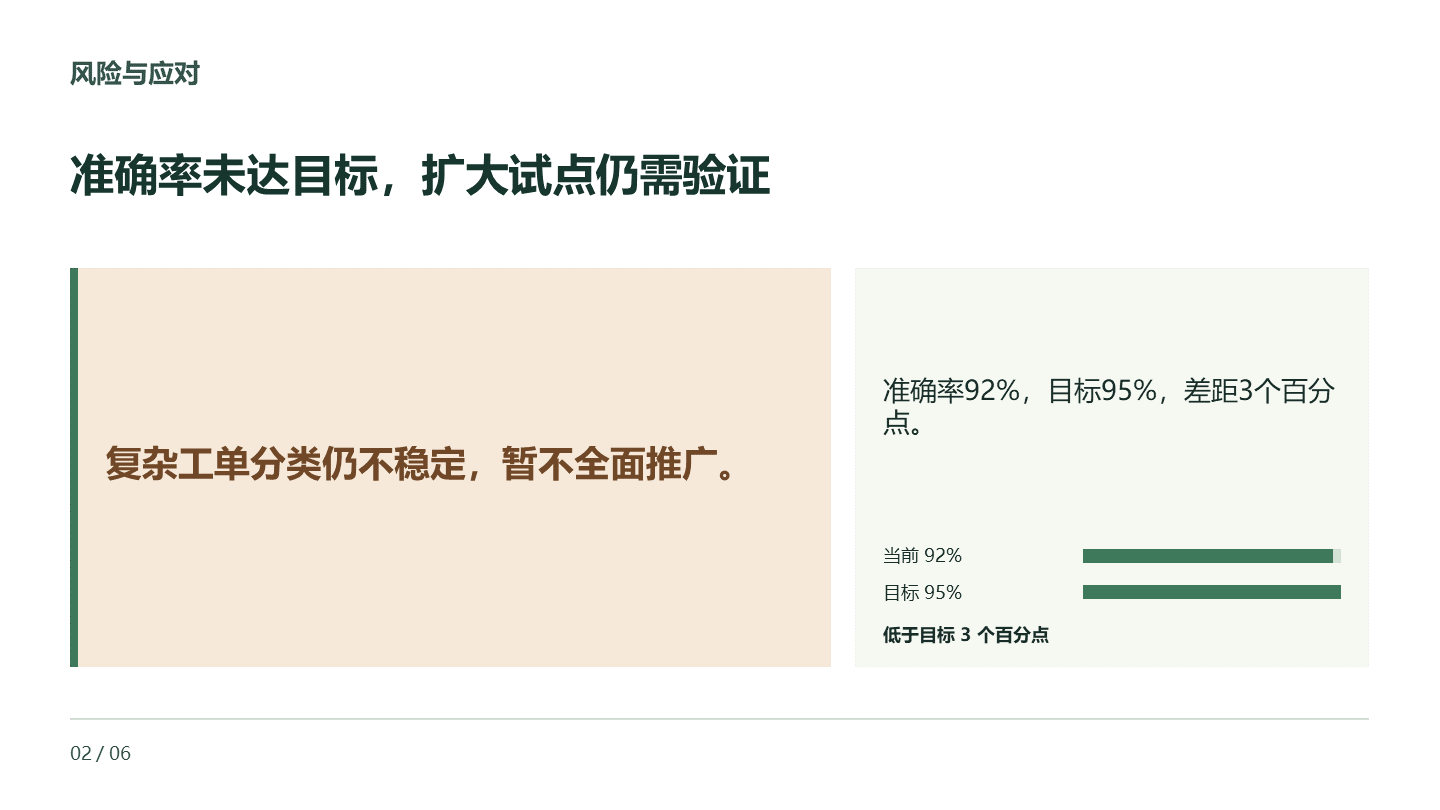 风险与应对
准确率未达目标，扩大试点仍需验证
复杂工单分类仍不稳定，暂不全面推广。
准确率92%，目标95%，差距3个百分
点。
当前 92%
目标 95%
低于目标 3 个百分点
02 / 06